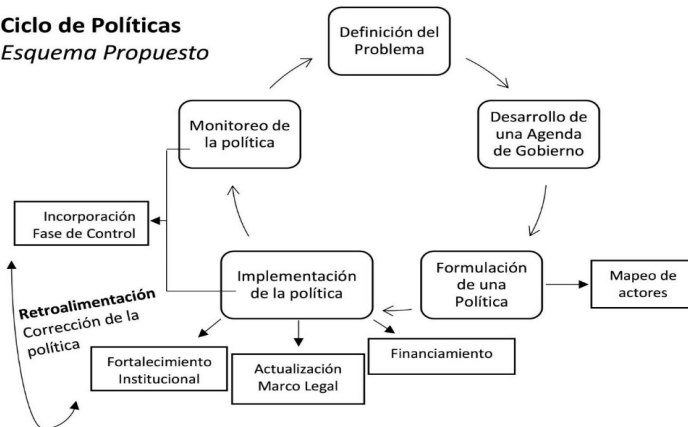 Ciclo de Políticas
Esquema Propuesto
Definición del
Problema
Desarrollo de
una Agenda
de Gobierno
Monitoreo de
la política
Incorporación
Fase de Control
Implementación
de la política
Formulación
de una
Política
Mapeo de
actores
Retroalimentación
Corrección de la
política
Fortalecimiento
Institucional
Actualización
Marco Legal
Financiamiento